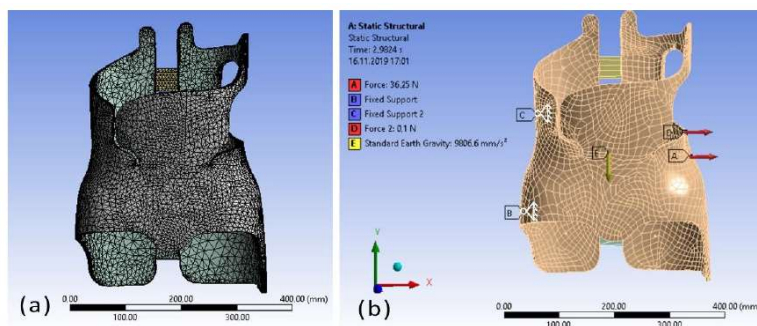 (a)
0.00 200.00 400.00 (mm)
100.00 300.00
A: Static Structural
Static Structural
Time: 2.9824 s
16.11.2019 17.01
A Force: 36,25 N
B Fixed Support
C Fixed Support 2
D Force 2: 0,1 N
E Standard Earth Gravity: 9806.6 mm/s²
C
D
A
E
B
Y
X
(b)
0.00 200.00 400.00 (mm)
100.00 300.00